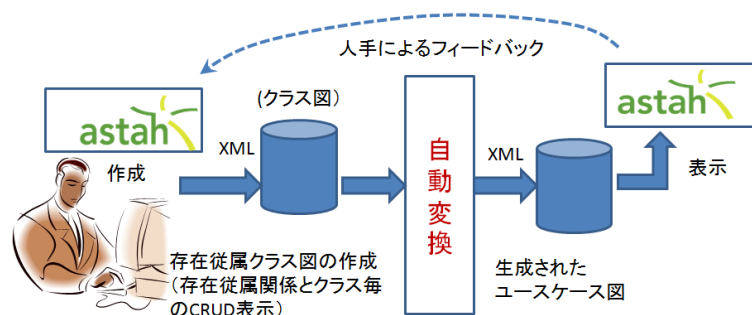 人手によるフィードバック
astah
astah
(クラス図)
作成
XML
自動変換
XML
表示
存在従属クラス図の作成
(存在従属関係とクラス毎
のCRUD表示)
生成された
ユースケース図